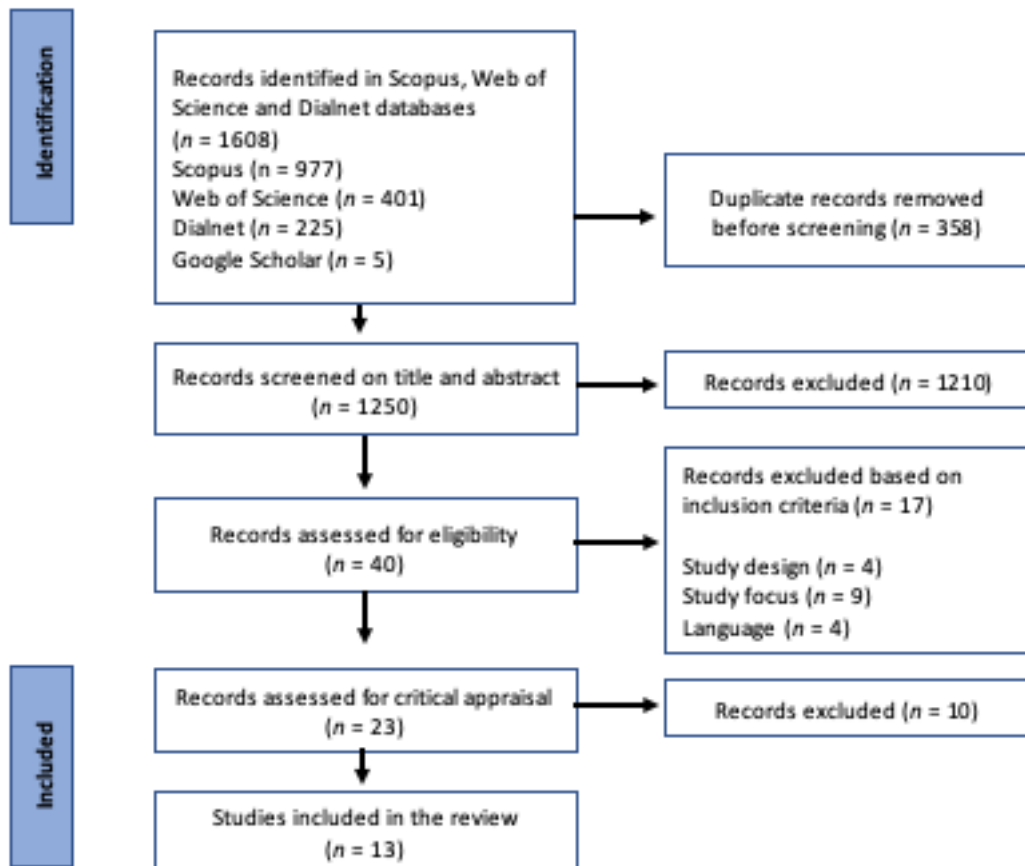 Identification
Records identified in Scopus, Web of
Science and Dialnet databases
(n = 1608)
Scopus (n = 977)
Web of Science (n = 401)
Dialnet (n = 225)
Google Scholar (n = 5)
Duplicate records removed
before screening (n = 358)
Records screened on title and abstract
(n = 1250)
Records excluded (n = 1210)
Records assessed for eligibility
(n = 40)
Records excluded based on
inclusion criteria (n = 17)
Study design (n = 4)
Study focus (n = 9)
Language (n = 4)
Included
Records assessed for critical appraisal
(n = 23)
Records excluded (n = 10)
Studies included in the review
(n = 13)